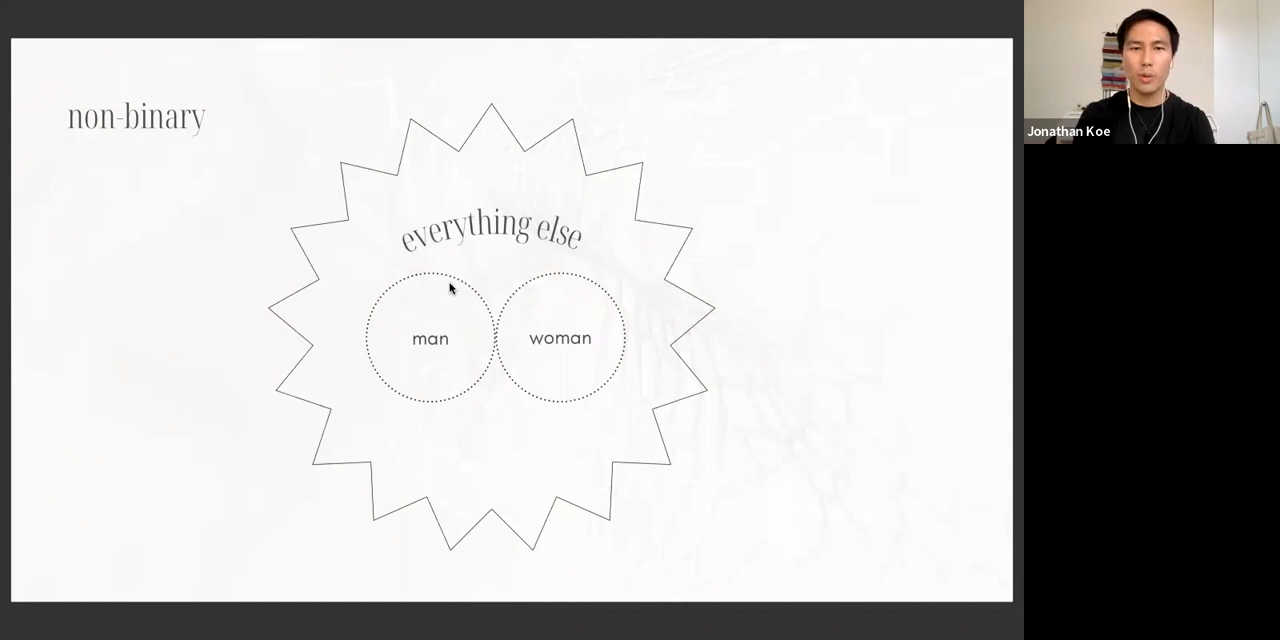 non-binary
everything else
man
woman
Jonathan Koe